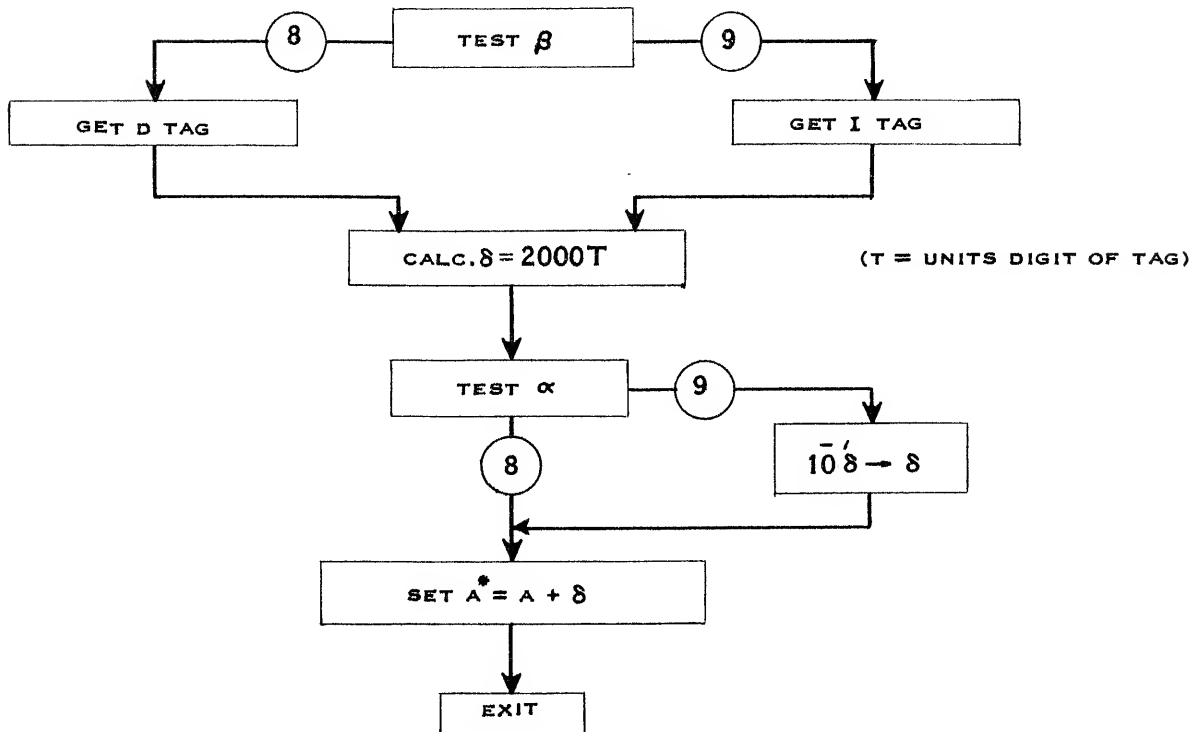 8
TEST β
9
GET D TAG
GET I TAG
CALC. δ = 2000T
(T = UNITS DIGIT OF TAG)
TEST α
9
8
10⁻′δ → δ
SET A* = A + δ
EXIT